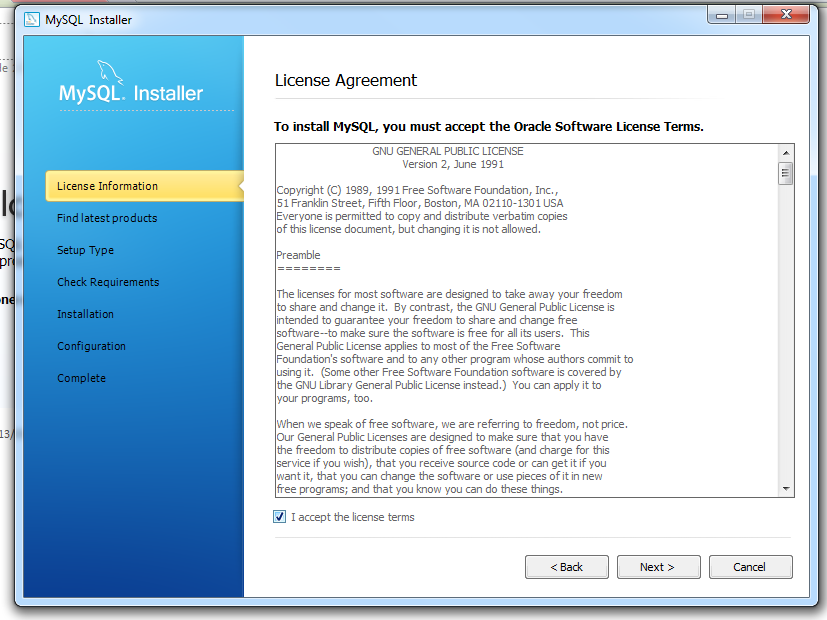 MySQL Installer
MySQL. Installer
License Information
Find latest products
Setup Type
Check Requirements
Installation
Configuration
Complete
License Agreement
To install MySQL, you must accept the Oracle Software License Terms.
GNU GENERAL PUBLIC LICENSE
Version 2, June 1991
Copyright (C) 1989, 1991 Free Software Foundation, Inc.,
51 Franklin Street, Fifth Floor, Boston, MA 02110-1301 USA
Everyone is permitted to copy and distribute verbatim copies
of this license document, but changing it is not allowed.
Preamble
========
The licenses for most software are designed to take away your freedom
to share and change it. By contrast, the GNU General Public License is
intended to guarantee your freedom to share and change free
software--to make sure the software is free for all its users. This
General Public License applies to most of the Free Software
Foundation's software and to any other program whose authors commit to
using it. (Some other Free Software Foundation software is covered by
the GNU Library General Public License instead.) You can apply it to
your programs, too.
When we speak of free software, we are referring to freedom, not price.
Our General Public Licenses are designed to make sure that you have
the freedom to distribute copies of free software (and charge for this
service if you wish), that you receive source code or can get it if you
want it, that you can change the software or use pieces of it in new
free programs; and that you know you can do these things.
I accept the license terms
< Back
Next >
Cancel